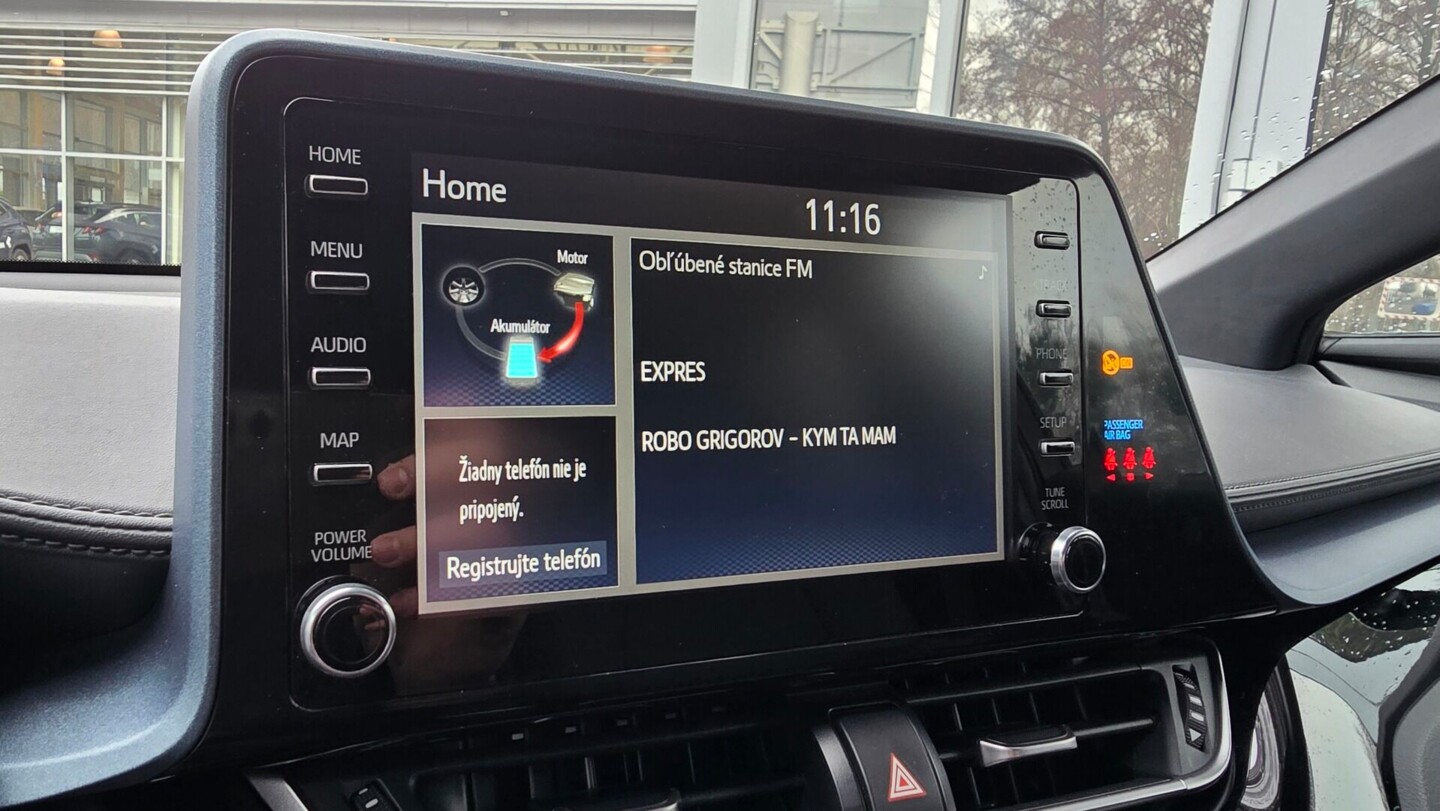 HOME
MENU
AUDIO
MAP
POWER
VOLUME
Home
11:16
Motor
Akumulátor
Obľúbené stanice FM
EXPRES
ROBO GRIGOROV - KYM TA MAM
Žiadny telefón nie je
pripojený.
Registrujte telefón
PHONE
SETUP
TUNE
SCROLL
PASSENGER
AIR BAG